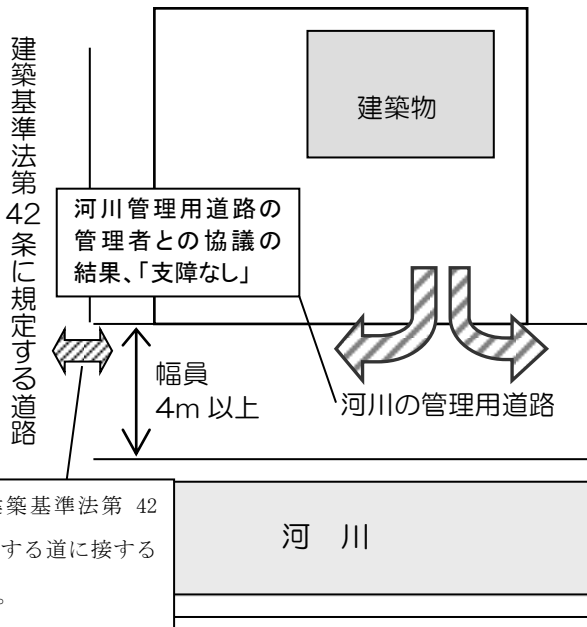 建築基準法第42条に規定する道路
建築物
河川管理用道路の
管理者との協議の
結果、「支障なし」
幅員
4m 以上
河川の管理用道路
築基準法第 42
する道に接する
。
河 川